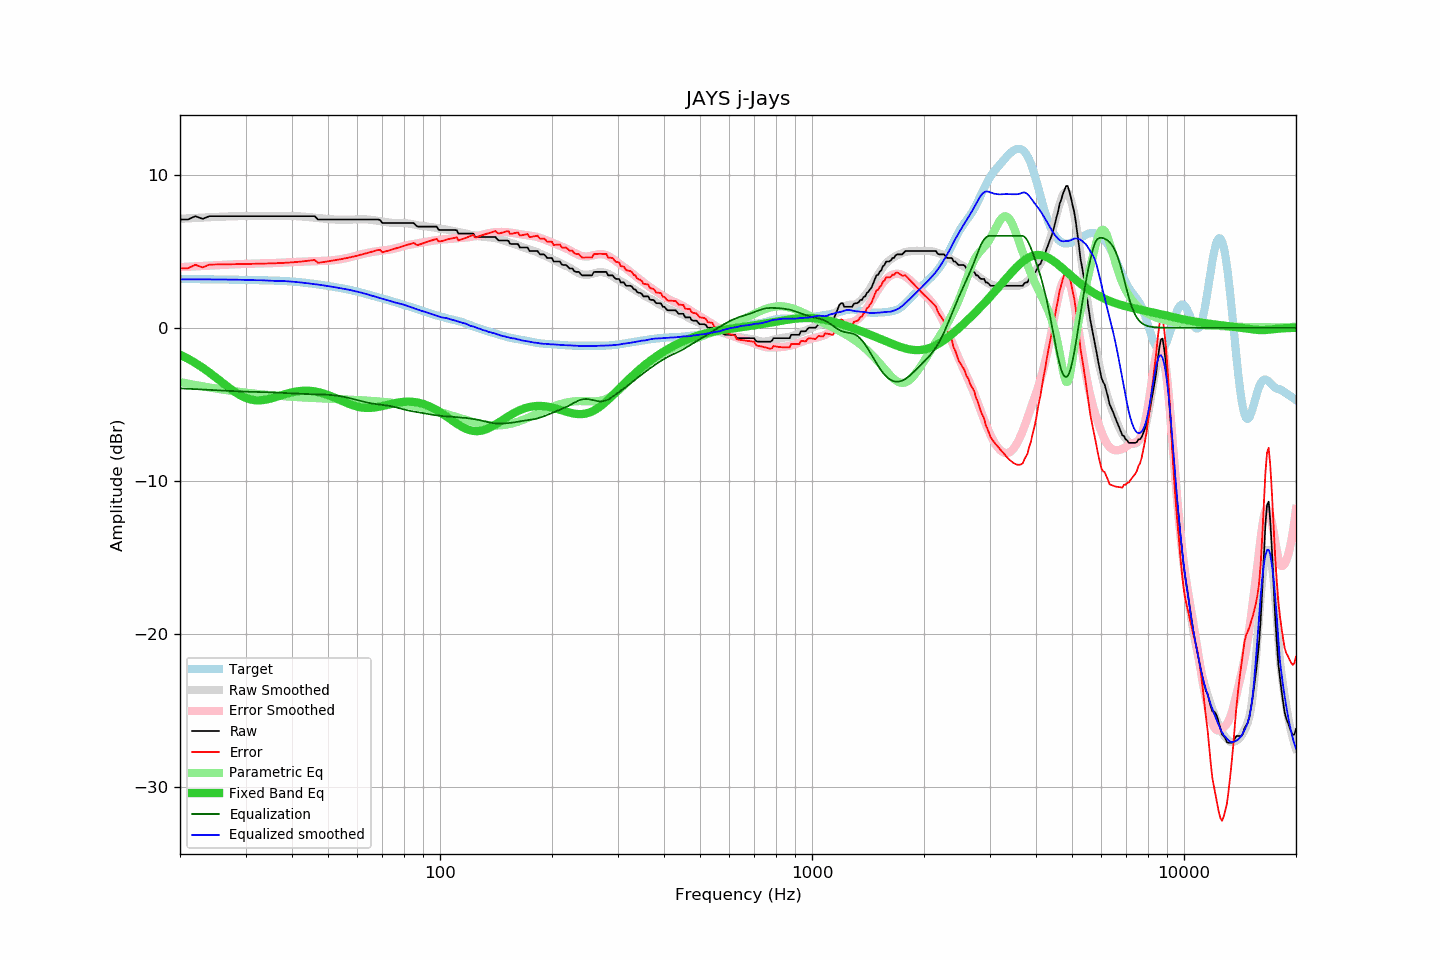 JAYS j-Jays
10
0
−10
−20
−30
Amplitude (dBr)
Target
Raw Smoothed
Error Smoothed
Raw
Error
Parametric Eq
Fixed Band Eq
Equalization
Equalized smoothed
100
1000
10000
Frequency (Hz)